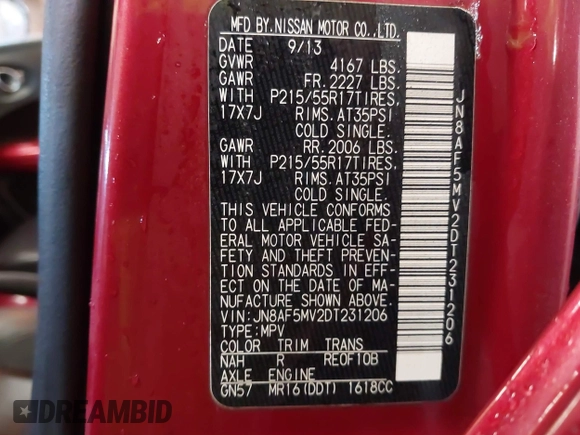 MFD BY.NISSAN MOTOR CO.,LTD.
DATE 9/13
GVWR 4167 LBS.
GAWR FR.2227 LBS.
WITH P215/55R17TIRES,
17X7J RIMS.AT35PSI
COLD SINGLE.
GAWR RR.2006 LBS.
WITH P215/55R17TIRES,
17X7J RIMS.AT35PSI
COLD SINGLE.
THIS VEHICLE CONFORMS
TO ALL APPLICABLE FED-
ERAL MOTOR VEHICLE SA-
FETY AND THEFT PREVENT-
ION STANDARDS IN EFF-
ECT ON THE DATE OF MA-
NUFACTURE SHOWN ABOVE.
VIN:JN8AF5MV2DT231206
TYPE:MPV
COLOR TRIM TRANS
NAH R RE0F10B
AXLE ENGINE
GN57 MR16(DDT) 1618CC
JN8AF5MV2DT231206
DREAMBID